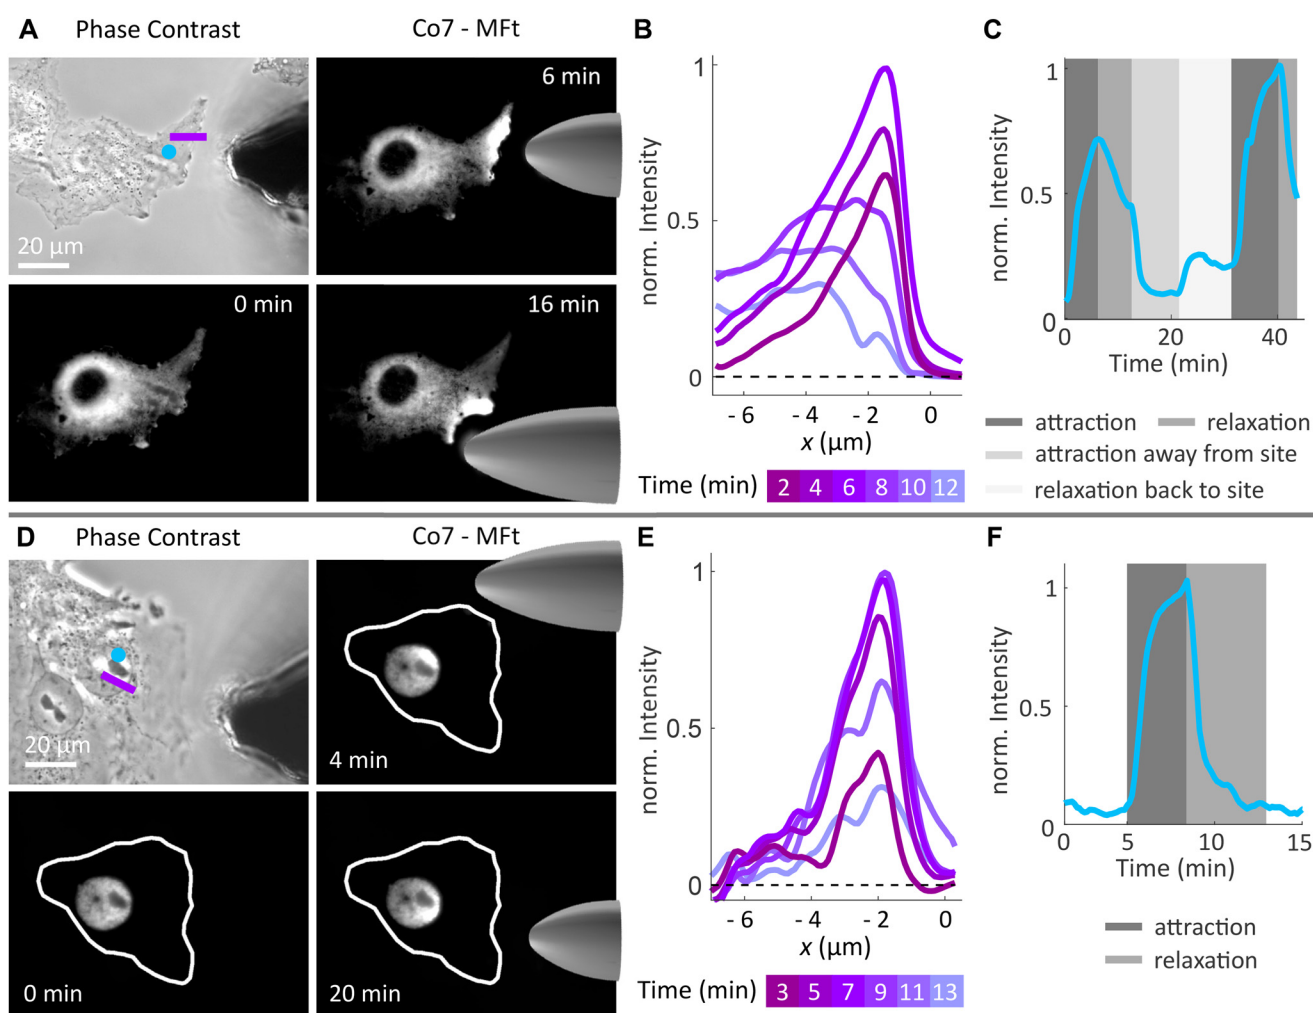 A
Phase Contrast
Co7 - MFt
20 µm
6 min
0 min
16 min
B
norm. Intensity
1
0.5
0
- 6
- 4
- 2
0
x (µm)
Time (min) 2 4 6 8 10 12
C
norm. Intensity
1
0.5
0
0
20
40
Time (min)
attraction
relaxation
attraction away from site
relaxation back to site
D
Phase Contrast
Co7 - MFt
20 µm
4 min
0 min
20 min
E
norm. Intensity
1
0.5
0
- 6
- 4
- 2
0
x (µm)
Time (min) 3 5 7 9 11 13
F
norm. Intensity
1
0.5
0
0
5
10
15
Time (min)
attraction
relaxation